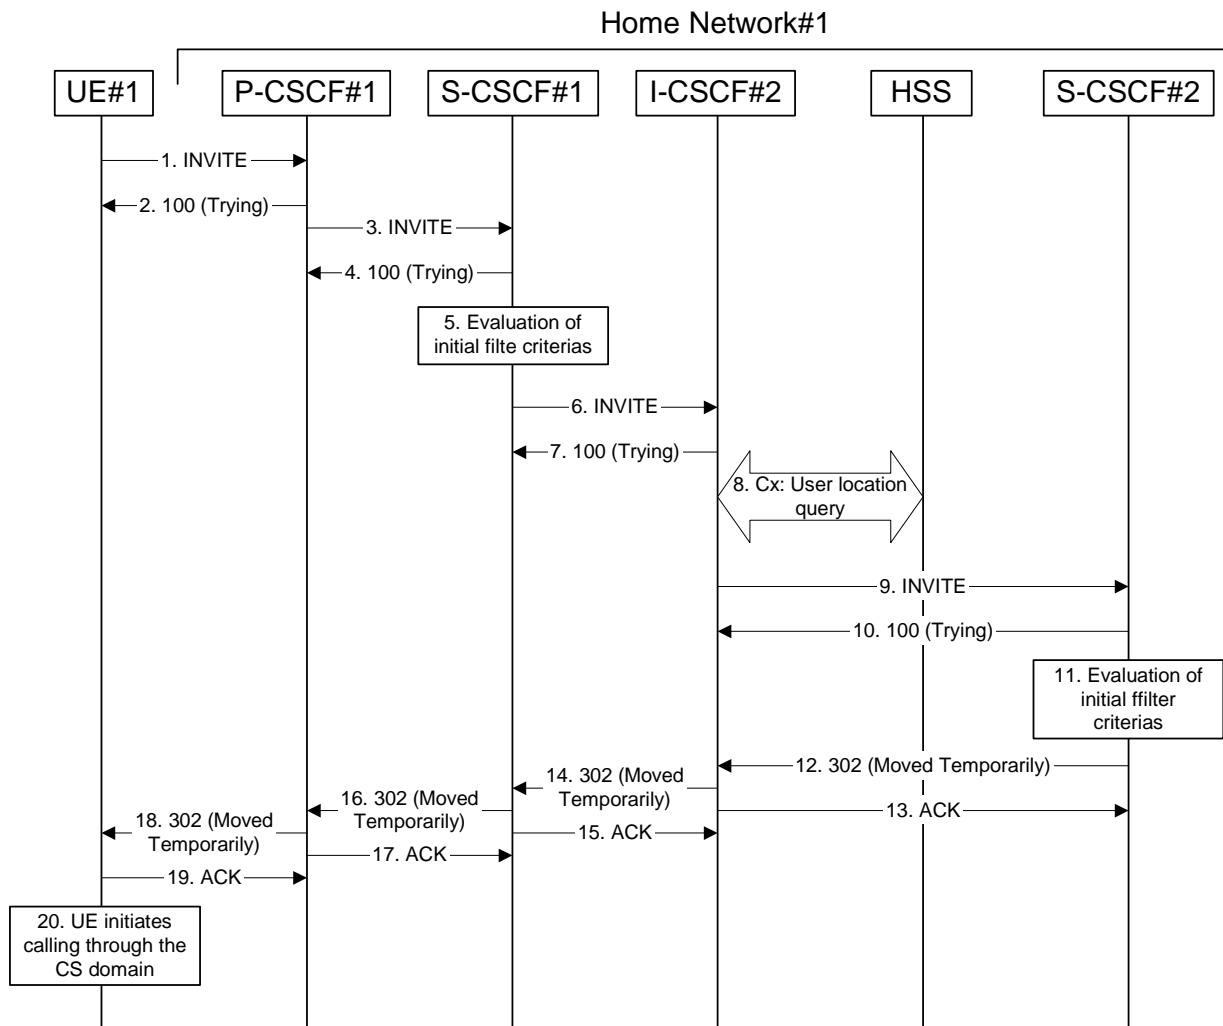 Home Network#1
UE#1
P-CSCF#1
S-CSCF#1
I-CSCF#2
HSS
S-CSCF#2
1. INVITE
2. 100 (Trying)
3. INVITE
4. 100 (Trying)
5. Evaluation of
initial filte criterias
6. INVITE
7. 100 (Trying)
8. Cx: User location
query
9. INVITE
10. 100 (Trying)
11. Evaluation of
initial ffilter
criterias
12. 302 (Moved Temporarily)
13. ACK
14. 302 (Moved
Temporarily)
15. ACK
16. 302 (Moved
Temporarily)
17. ACK
18. 302 (Moved
Temporarily)
19. ACK
20. UE initiates
calling through the
CS domain